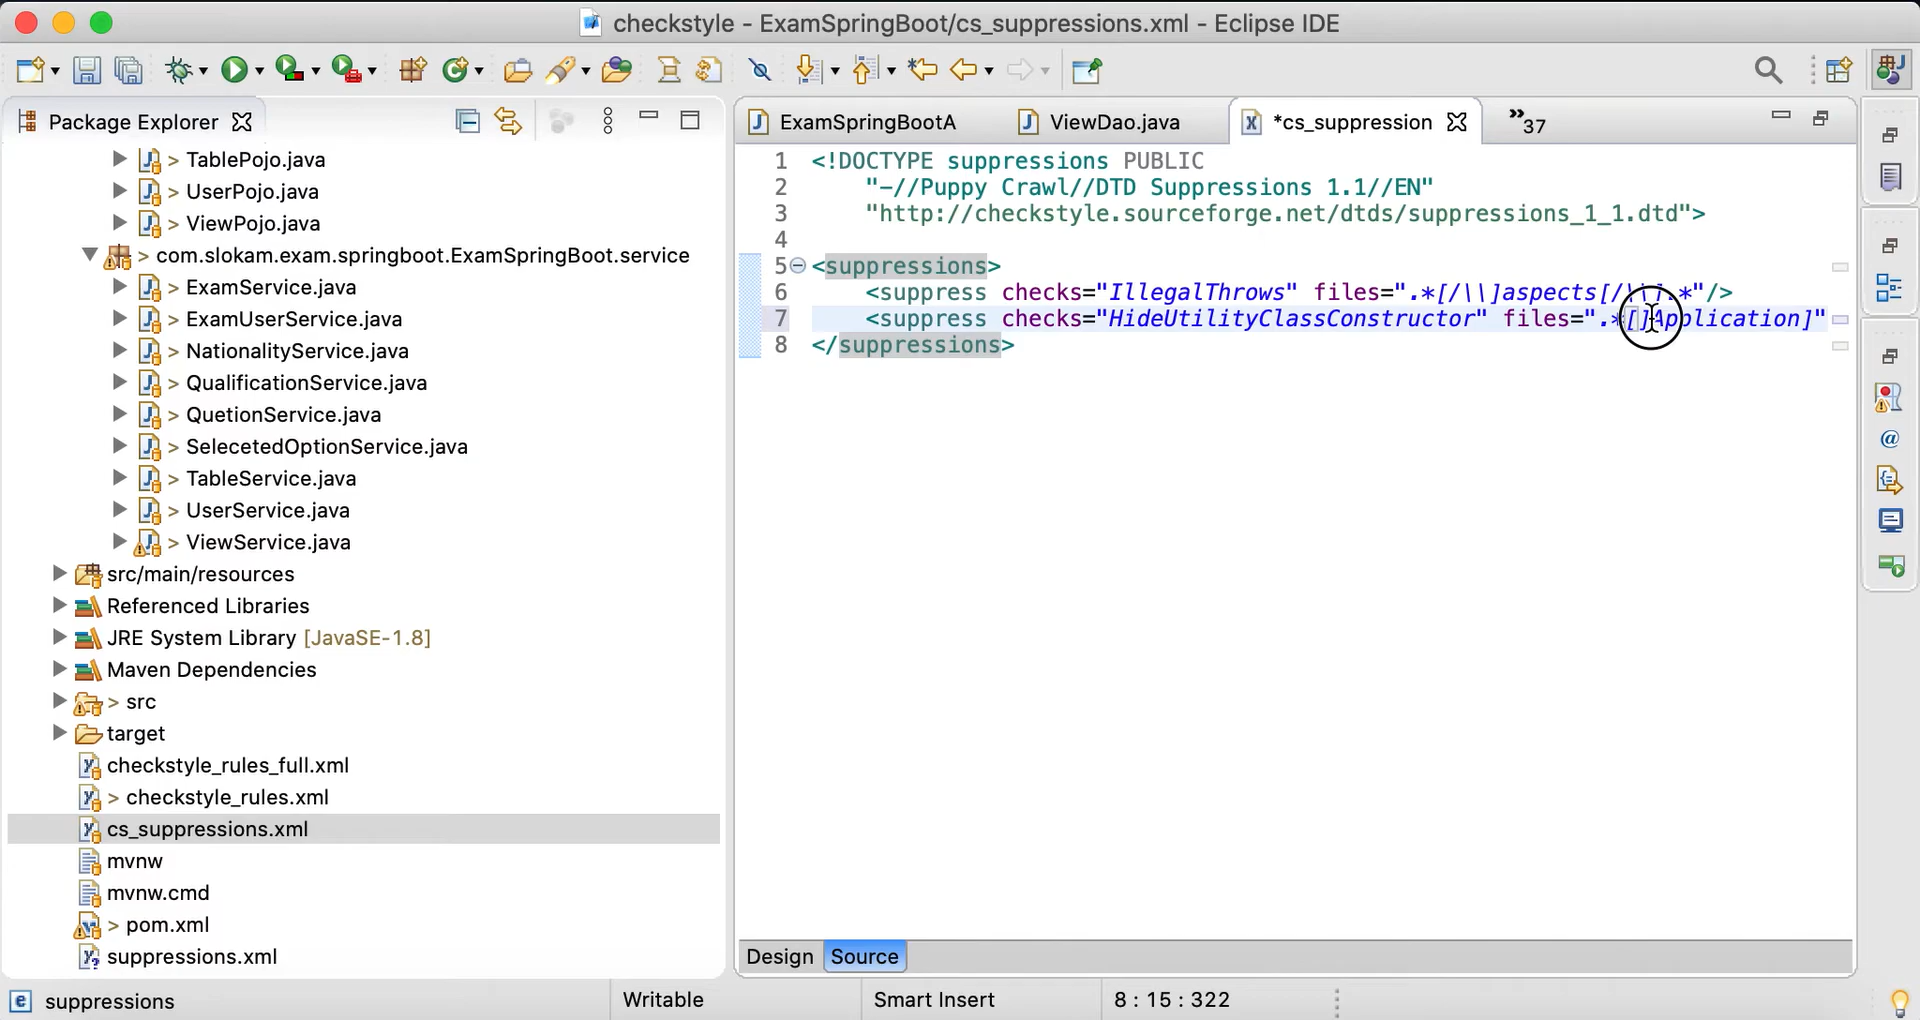 checkstyle - ExamSpringBoot/cs_suppressions.xml - Eclipse IDE
Package Explorer
> TablePojo.java
> UserPojo.java
> ViewPojo.java
> com.slokam.exam.springboot.ExamSpringBoot.service
> ExamService.java
> ExamUserService.java
> NationalityService.java
> QualificationService.java
> QuetionService.java
> SelecetedOptionService.java
> TableService.java
> UserService.java
> ViewService.java
src/main/resources
Referenced Libraries
JRE System Library [JavaSE-1.8]
Maven Dependencies
> src
target
checkstyle_rules_full.xml
> checkstyle_rules.xml
cs_suppressions.xml
mvnw
mvnw.cmd
> pom.xml
suppressions.xml
ExamSpringBootA ViewDao.java *cs_suppression »37
1 <!DOCTYPE suppressions PUBLIC
2 "-//Puppy Crawl//DTD Suppressions 1.1//EN"
3 "http://checkstyle.sourceforge.net/dtds/suppressions_1_1.dtd">
4
5 <suppressions>
6 <suppress checks="IllegalThrows" files=".*[/\\]aspects[/\\].*"/>
7 <suppress checks="HideUtilityClassConstructor" files=".*[]Application]"
8 </suppressions>
Design Source
suppressions Writable Smart Insert 8 : 15 : 322